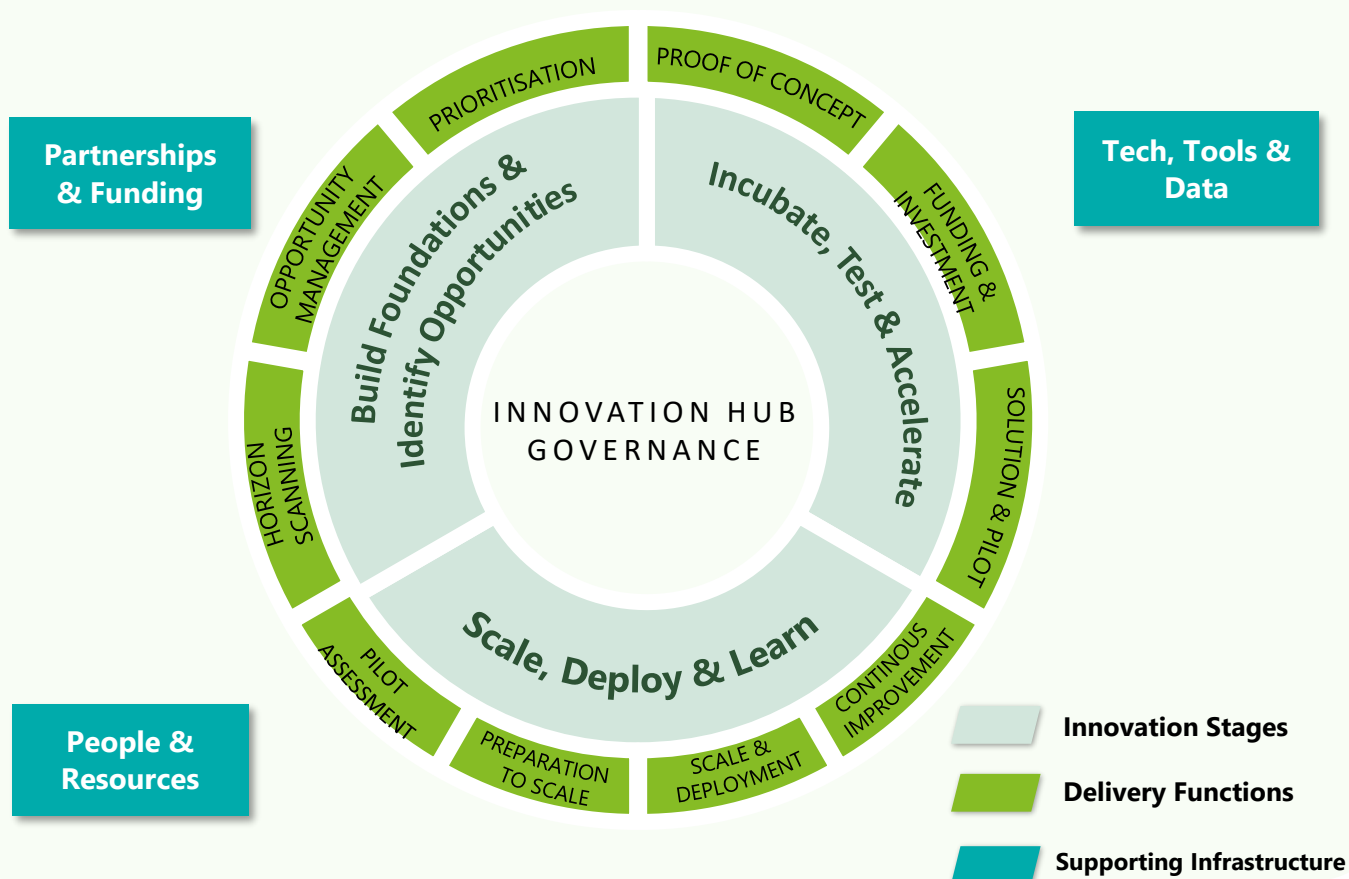 PRIORITISATION
PROOF OF CONCEPT
Partnerships
& Funding
Tech, Tools &
Data
OPPORTUNITY
MANAGEMENT
Build Foundations &
Identify Opportunities
Incubate, Test & Accelerate
FUNDING &
INVESTMENT
HORIZON
SCANNING
INNOVATION HUB
GOVERNANCE
SOLUTION & PILOT
Scale, Deploy & Learn
PILOT
ASSESSMENT
PREPARATION
TO SCALE
SCALE &
DEPLOYMENT
CONTINOUS
IMPROVEMENT
People &
Resources
Innovation Stages
Delivery Functions
Supporting Infrastructure